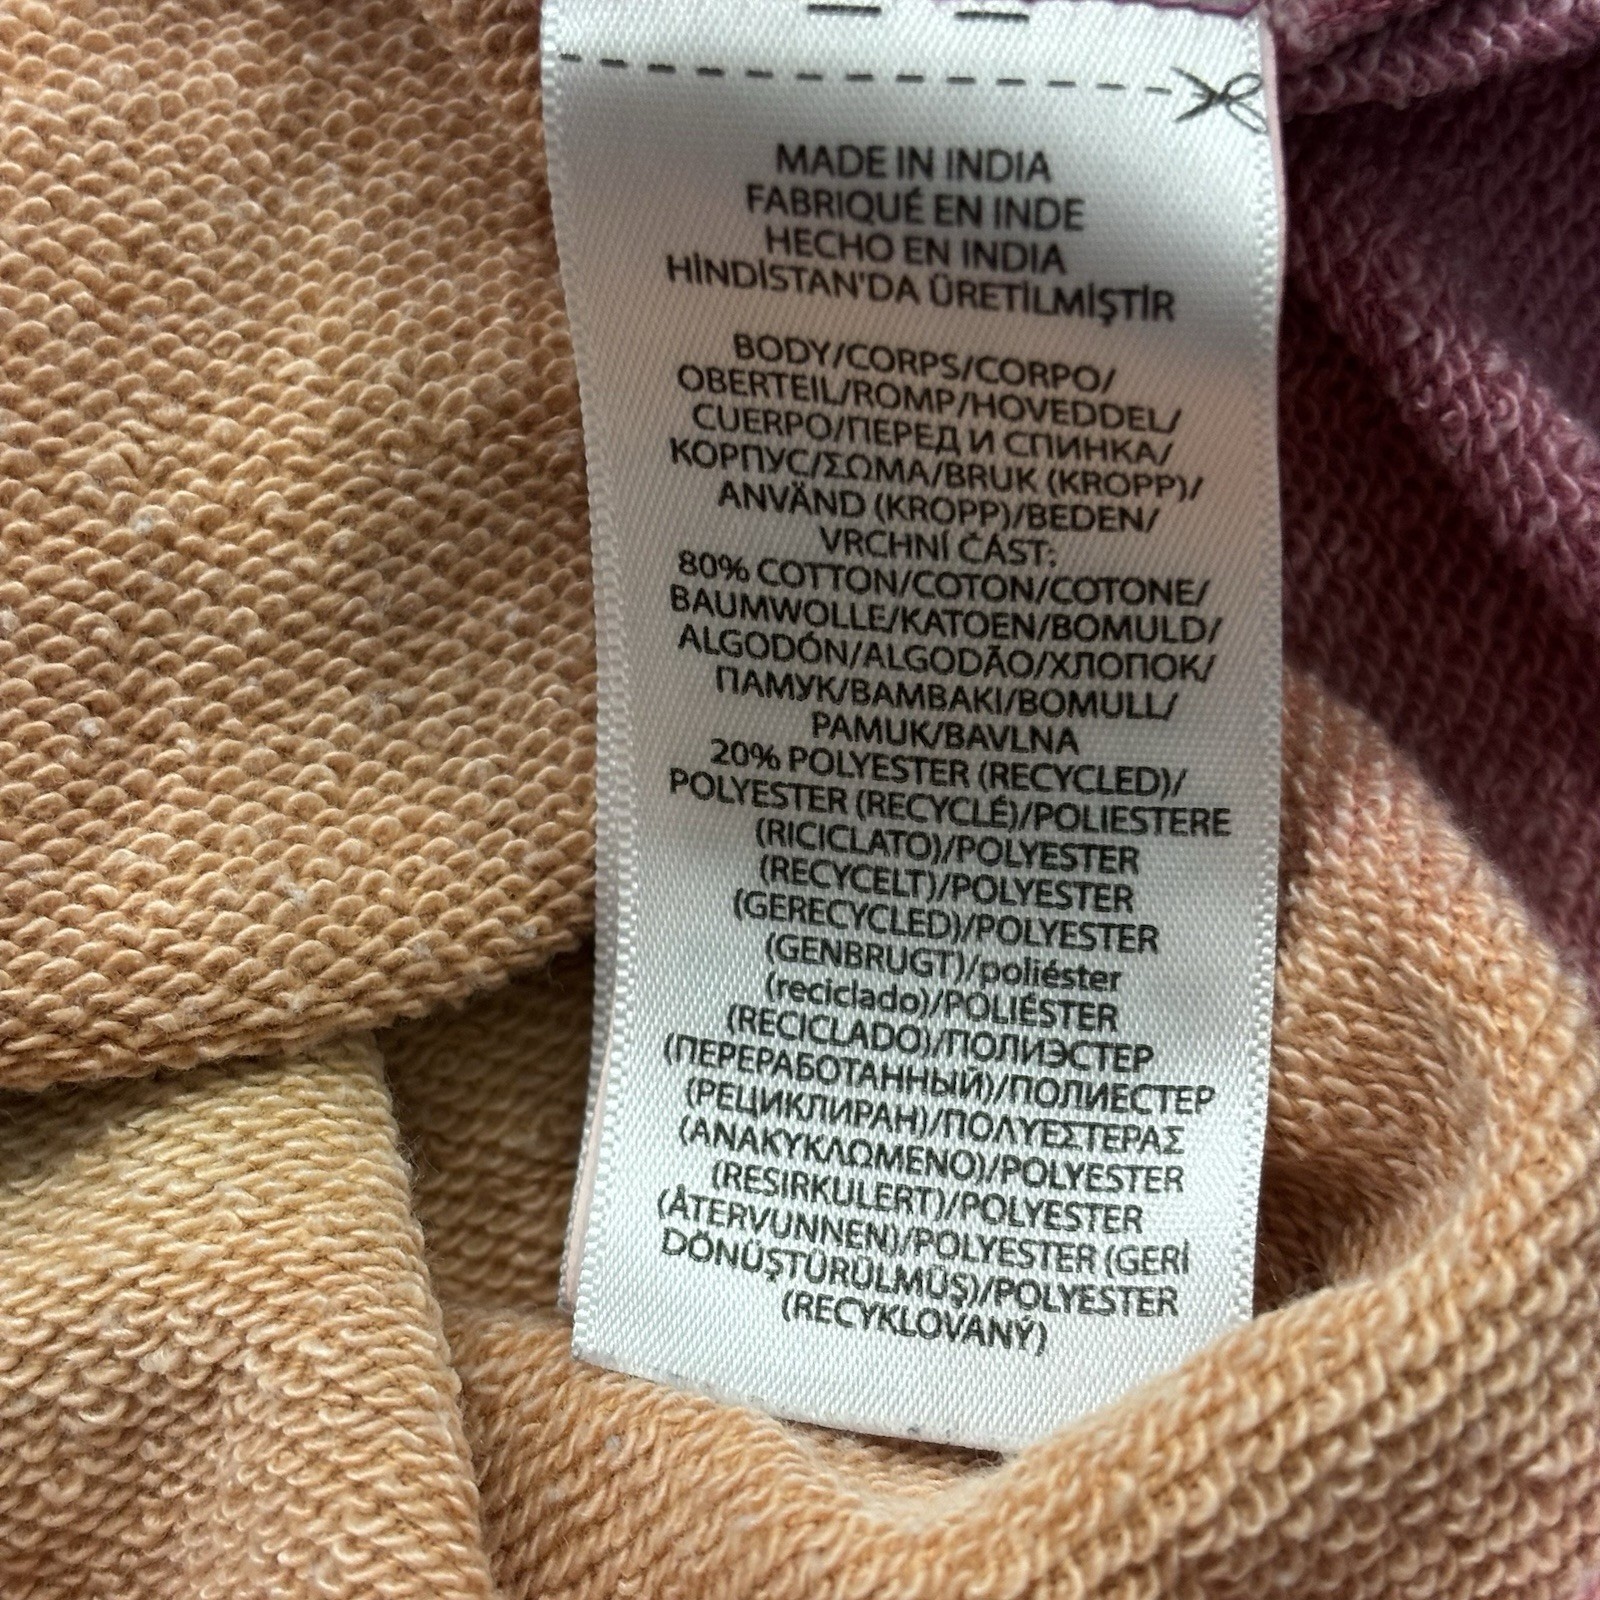 MADE IN INDIA
FABRIQUÉ EN INDE
HECHO EN INDIA
HİNDİSTAN'DA ÜRETİLMİŞTİR
BODY/CORPS/CORPO/
OBERTEIL/ROMP/HOVEDDEL/
CUERPO/ПЕРЕД И СПИНКА/
КОРПУС/ΣΩΜΑ/BRUK (KROPP)/
ANVÄND (KROPP)/BEDEN/
VRCHNÍ ČÁST:
80% COTTON/COTON/COTONE/
BAUMWOLLE/KATOEN/BOMULD/
ALGODÓN/ALGODÃO/ХЛОПОК/
ПАМУК/ΒΑΜΒΑΚΙ/BOMULL/
PAMUK/BAVLNA
20% POLYESTER (RECYCLED)/
POLYESTER (RECYCLÉ)/POLIESTERE
(RICICLATO)/POLYESTER
(RECYCELT)/POLYESTER
(GERECYCLED)/POLYESTER
(GENBRUGT)/poliéster
(reciclado)/POLIÉSTER
(RECICLADO)/ПОЛИЭСТЕР
(ПЕРЕРАБОТАННЫЙ)/ПОЛИЕСТЕР
(РЕЦИКЛИРАН)/ΠΟΛΥΕΣΤΕΡΑΣ
(ΑΝΑΚΥΚΛΩΜΕΝΟ)/POLYESTER
(RESIRKULERT)/POLYESTER
(ÅTERVUNNEN)/POLYESTER (GERİ
DÖNÜŞTÜRÜLMÜŞ)/POLYESTER
(RECYKLOVANÝ)